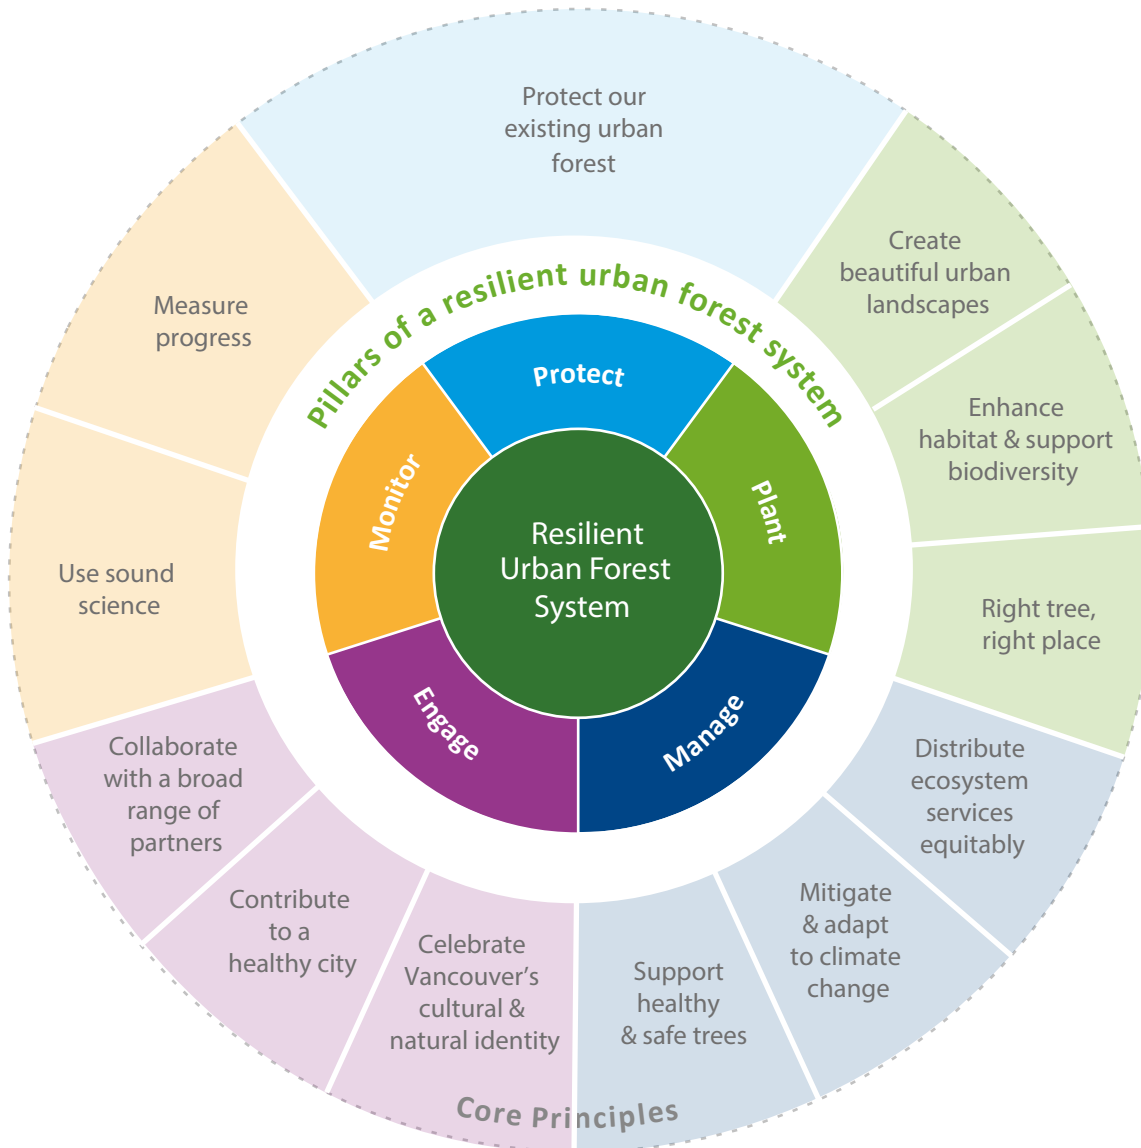 Protect our
existing urban
forest
Create
beautiful urban
landscapes
Enhance
habitat & support
biodiversity
Right tree,
right place
Distribute
ecosystem
services
equitably
Mitigate
& adapt
to climate
change
Support
healthy
& safe trees
Celebrate
Vancouver’s
cultural &
natural identity
Contribute
to a
healthy city
Collaborate
with a broad
range of
partners
Use sound
science
Measure
progress
Pillars of a resilient urban forest system
Protect
Plant
Manage
Engage
Monitor
Resilient
Urban Forest
System
Core Principles